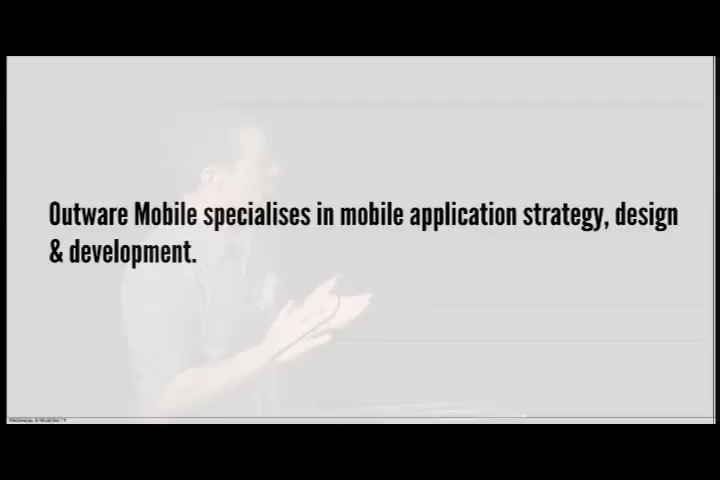 Outware Mobile specialises in mobile application strategy, design
& development.